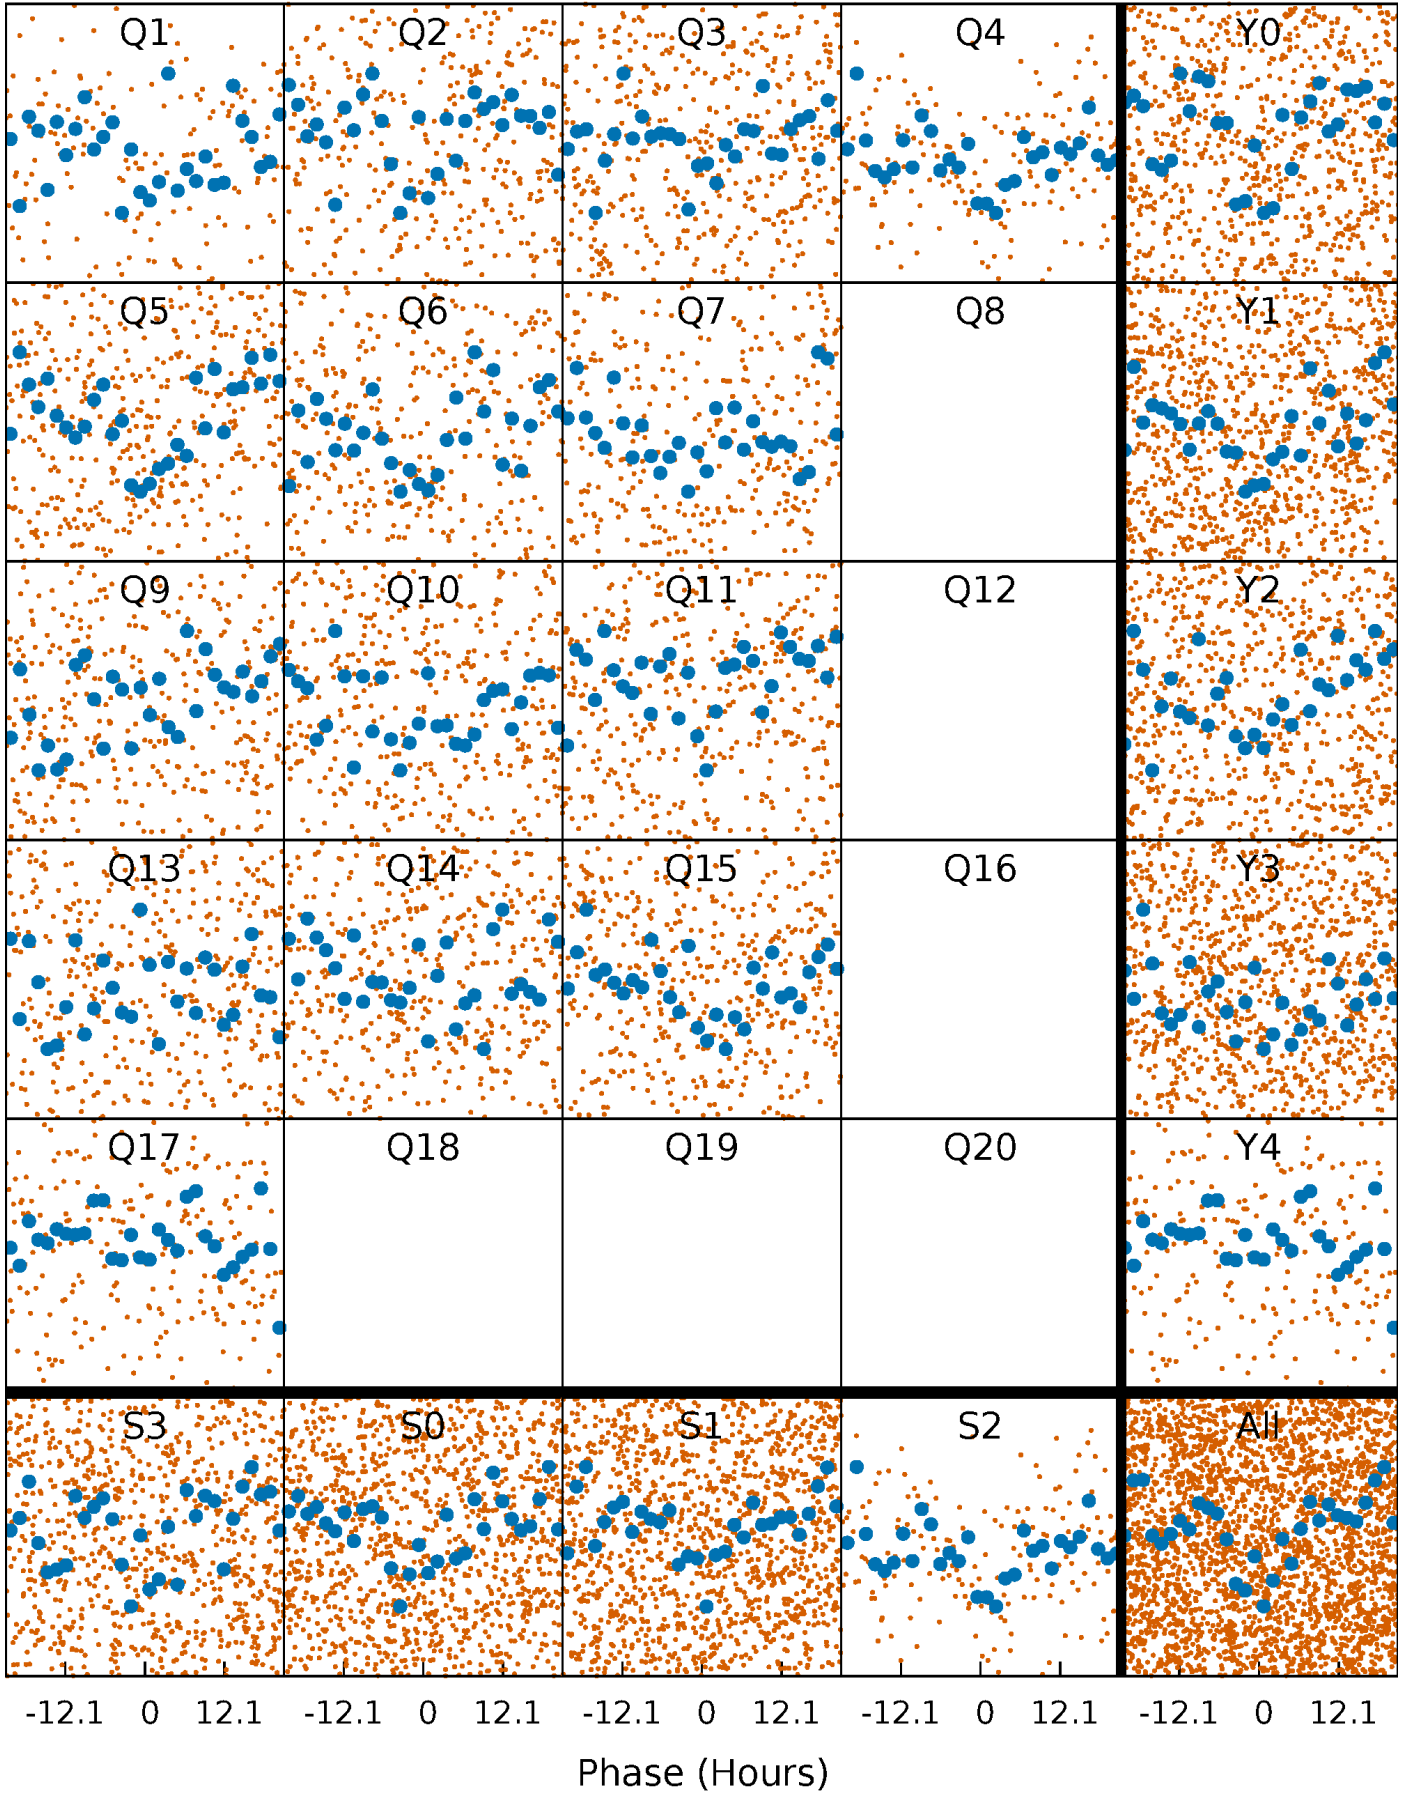 Q1 Q2 Q3 Q4 Y0
Q5 Q6 Q7 Q8 Y1
Q9 Q10 Q11 Q12 Y2
Q13 Q14 Q15 Q16 Y3
Q17 Q18 Q19 Q20 Y4
S3 S0 S1 S2 All
-12.1 0 12.1 -12.1 0 12.1 -12.1 0 12.1 -12.1 0 12.1 -12.1 0 12.1
Phase (Hours)